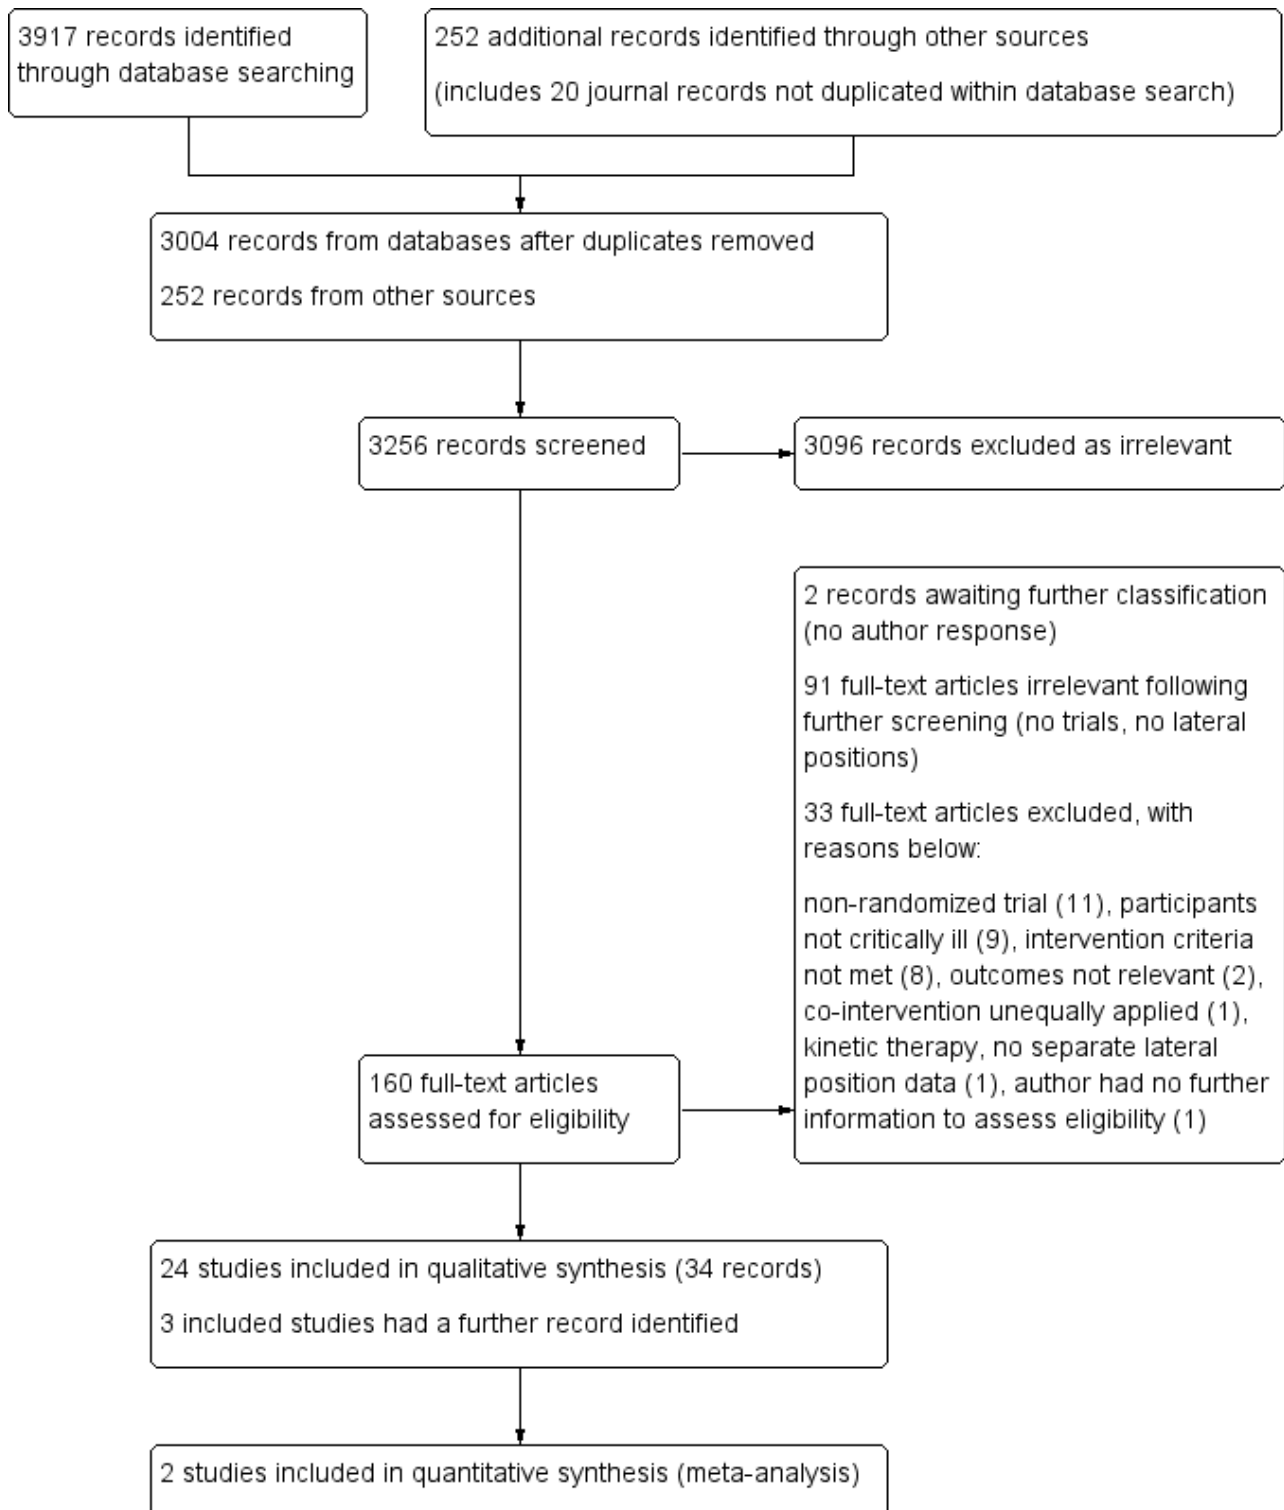 3917 records identified
through database searching
252 additional records identified through other sources
(includes 20 journal records not duplicated within database search)
3004 records from databases after duplicates removed
252 records from other sources
3256 records screened
3096 records excluded as irrelevant
2 records awaiting further classification
(no author response)
91 full-text articles irrelevant following
further screening (no trials, no lateral
positions)
33 full-text articles excluded, with
reasons below:
non-randomized trial (11), participants
not critically ill (9), intervention criteria
not met (8), outcomes not relevant (2),
co-intervention unequally applied (1),
kinetic therapy, no separate lateral
position data (1), author had no further
information to assess eligibility (1)
160 full-text articles
assessed for eligibility
24 studies included in qualitative synthesis (34 records)
3 included studies had a further record identified
2 studies included in quantitative synthesis (meta-analysis)